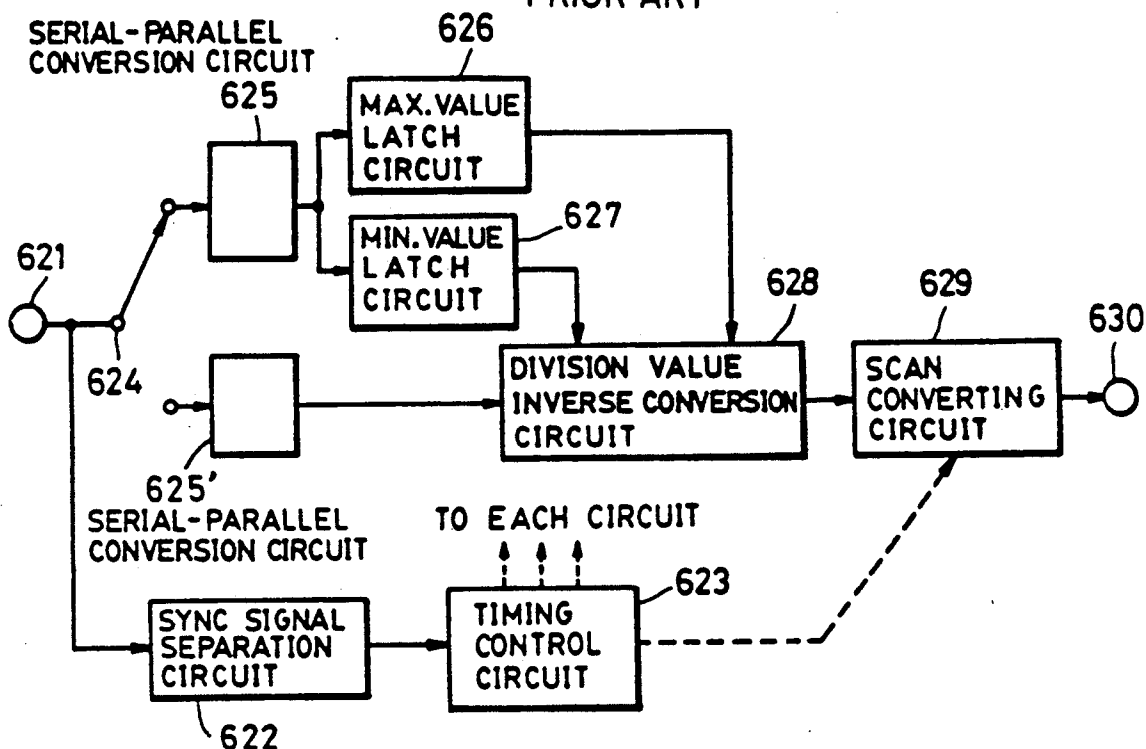 PRIOR ART
SERIAL-PARALLEL
CONVERSION CIRCUIT
625
626
MAX. VALUE
LATCH
CIRCUIT
627
MIN. VALUE
LATCH
CIRCUIT
621
624
628
DIVISION VALUE
INVERSE CONVERSION
CIRCUIT
629
SCAN
CONVERTING
CIRCUIT
630
625'
SERIAL-PARALLEL
CONVERSION CIRCUIT
TO EACH CIRCUIT
623
TIMING
CONTROL
CIRCUIT
SYNC SIGNAL
SEPARATION
CIRCUIT
622